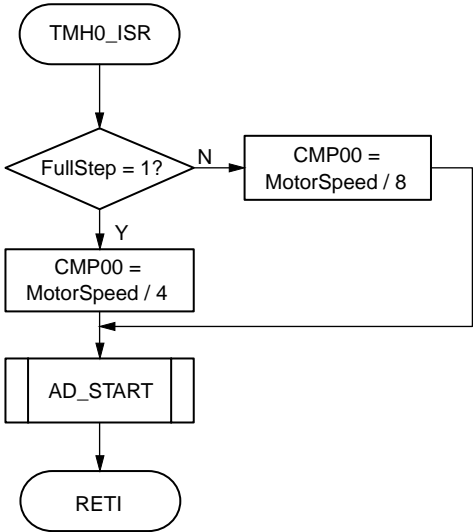 TMH0_ISR
FullStep = 1?
N
CMP00 =
MotorSpeed / 8
Y
CMP00 =
MotorSpeed / 4
AD_START
RETI